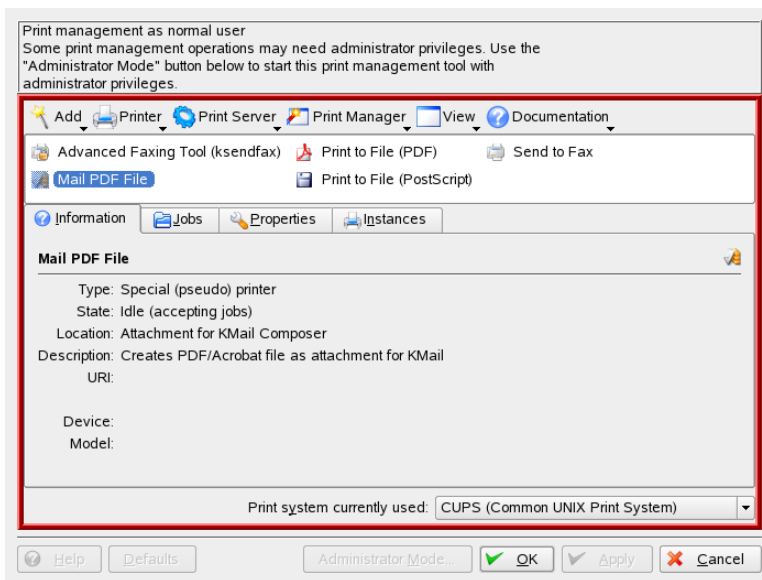 Print management as normal user
Some print management operations may need administrator privileges. Use the
"Administrator Mode" button below to start this print management tool with
administrator privileges.
Add Printer Print Server Print Manager View Documentation
Advanced Faxing Tool (ksendfax) Print to File (PDF) Send to Fax
Mail PDF File Print to File (PostScript)
Information Jobs Properties Instances
Mail PDF File
Type: Special (pseudo) printer
State: Idle (accepting jobs)
Location: Attachment for KMail Composer
Description: Creates PDF/Acrobat file as attachment for KMail
URI:
Device:
Model:
Print system currently used: CUPS (Common UNIX Print System)
Help Defaults Administrator Mode... OK Apply Cancel